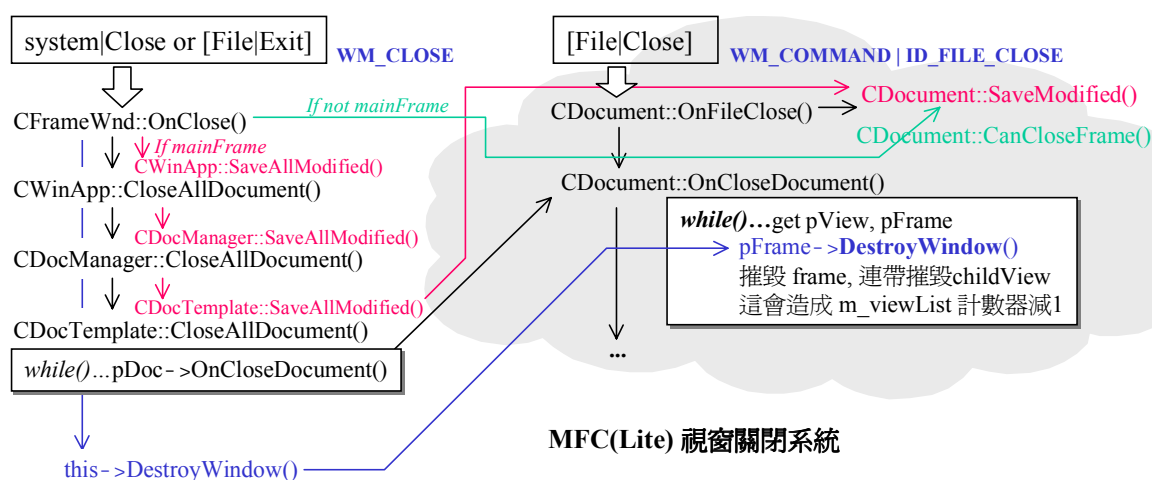 system|Close or [File|Exit]
WM_CLOSE
CFrameWnd::OnClose()
If not mainFrame
If mainFrame
CWinApp::SaveAllModified()
CWinApp::CloseAllDocument()
CDocManager::SaveAllModified()
CDocManager::CloseAllDocument()
CDocTemplate::SaveAllModified()
CDocTemplate::CloseAllDocument()
while()...pDoc->OnCloseDocument()
this->DestroyWindow()
[File|Close]
WM_COMMAND | ID_FILE_CLOSE
CDocument::OnFileClose()
CDocument::SaveModified()
CDocument::CanCloseFrame()
CDocument::OnCloseDocument()
while()...get pView, pFrame
pFrame->DestroyWindow()
摧毀 frame, 連帶摧毀childView
這會造成 m_viewList 計數器減1
...
MFC(Lite) 視窗關閉系統